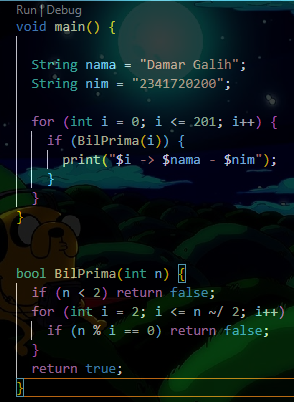 Run | Debug
void main() {
String nama = "Damar Galih";
String nim = "2341720200";
for (int i = 0; i <= 201; i++) {
if (BilPrima(i)) {
print("$i -> $nama - $nim");
}
}
}
bool BilPrima(int n) {
if (n < 2) return false;
for (int i = 2; i <= n ~/ 2; i++)
if (n % i == 0) return false;
}
return true;
}